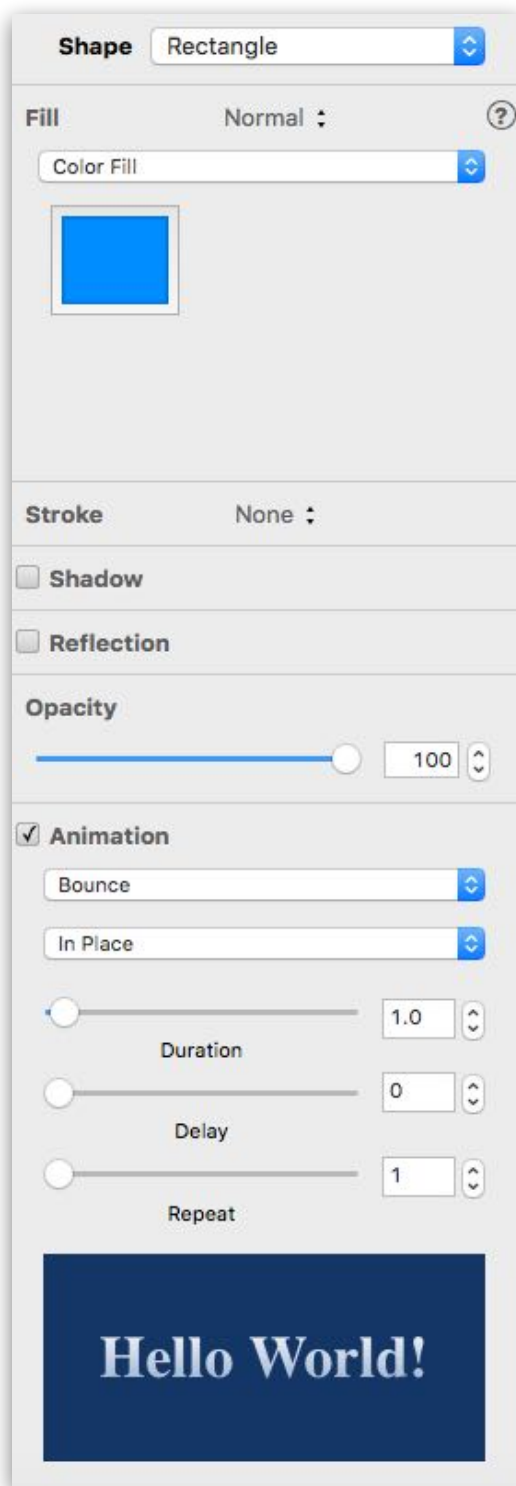 Shape Rectangle
Fill Normal ?
Color Fill
Stroke None
Shadow
Reflection
Opacity
100
Animation
Bounce
In Place
1.0
Duration
0
Delay
1
Repeat
Hello World!